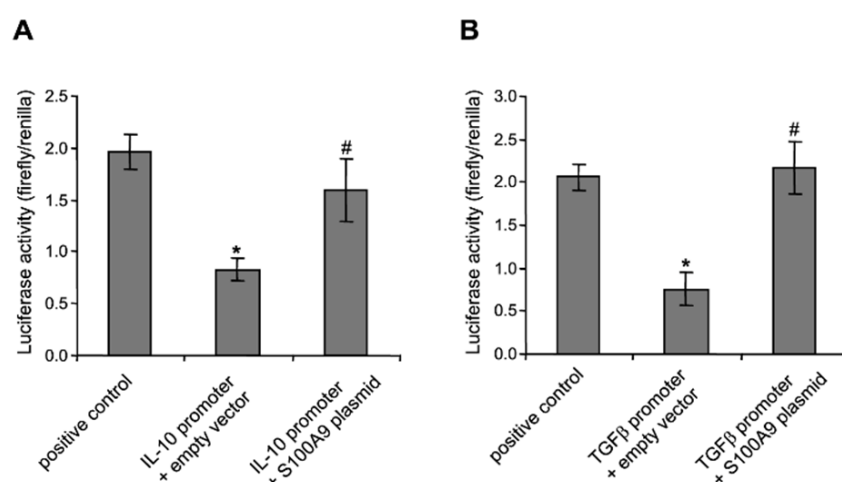 A
Luciferase activity (firefly/renilla)
2.5
2.0
1.5
1.0
0.5
0.0
*
#
positive control
IL-10 promoter
+ empty vector
IL-10 promoter
+ S100A9 plasmid
B
Luciferase activity (firefly/renilla)
3.0
2.5
2.0
1.5
1.0
0.5
0.0
*
#
positive control
TGFβ promoter
+ empty vector
TGFβ promoter
+ S100A9 plasmid